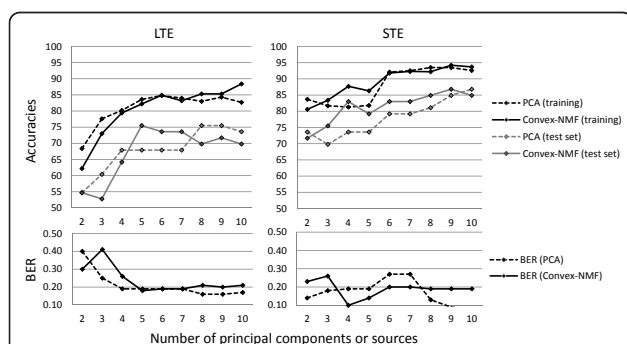 LTE STE
100 100
95 95
90 90
85 85
80 80
75 75
70 70
65 65
60 60
55 55
50 50
Accuracies
2 3 4 5 6 7 8 9 10 2 3 4 5 6 7 8 9 10
PCA (training)
Convex-NMF (training)
PCA (test set)
Convex-NMF (test set)
0.50 0.50
0.40 0.40
0.30 0.30
0.20 0.20
0.10 0.10
BER
2 3 4 5 6 7 8 9 10 2 3 4 5 6 7 8 9 10
BER (PCA)
BER (Convex-NMF)
Number of principal components or sources